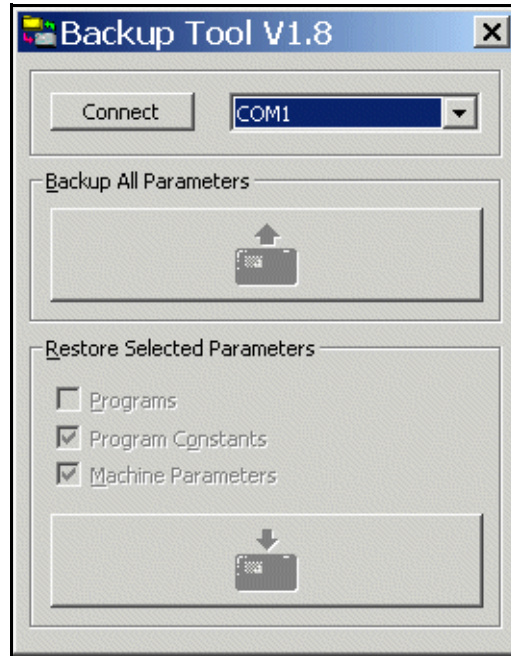 Backup Tool V1.8
Connect COM1
Backup All Parameters
Restore Selected Parameters
Programs
Program Constants
Machine Parameters